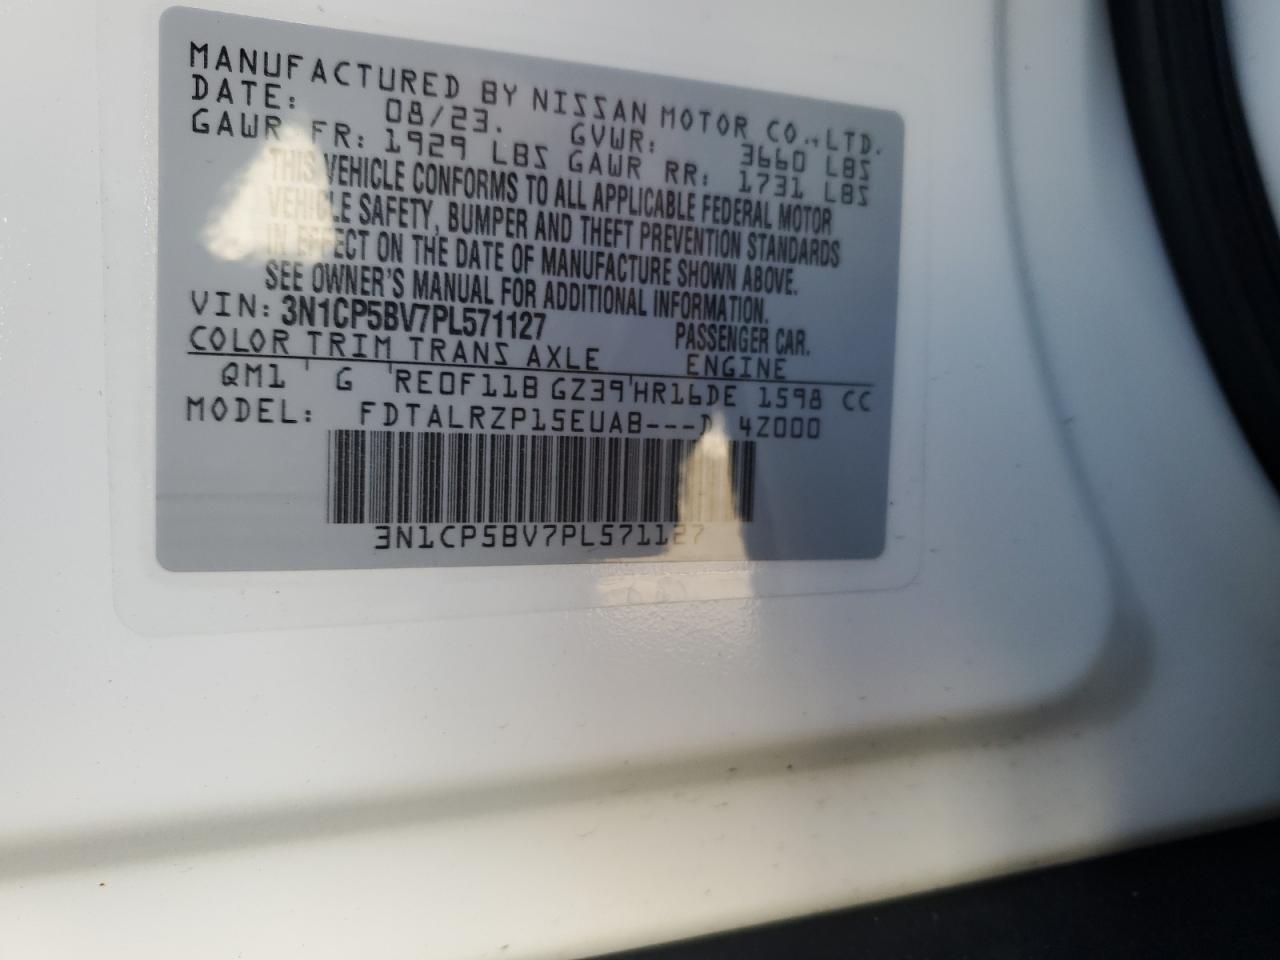 MANUFACTURED BY NISSAN MOTOR CO., LTD.
DATE: 08/23. GVWR: 3660 LBS
GAWR FR: 1929 LBS GAWR RR: 1731 LBS
THIS VEHICLE CONFORMS TO ALL APPLICABLE FEDERAL MOTOR
VEHICLE SAFETY, BUMPER AND THEFT PREVENTION STANDARDS
IN EFFECT ON THE DATE OF MANUFACTURE SHOWN ABOVE.
SEE OWNER'S MANUAL FOR ADDITIONAL INFORMATION.
VIN: 3N1CP5BV7PL571127 PASSENGER CAR.
COLOR TRIM TRANS AXLE ENGINE
QM1 ' G 'RE0F11B GZ39'HR16DE 1598 CC
MODEL: FDTALRZP15EUAB---D 4Z000
3N1CP5BV7PL571127